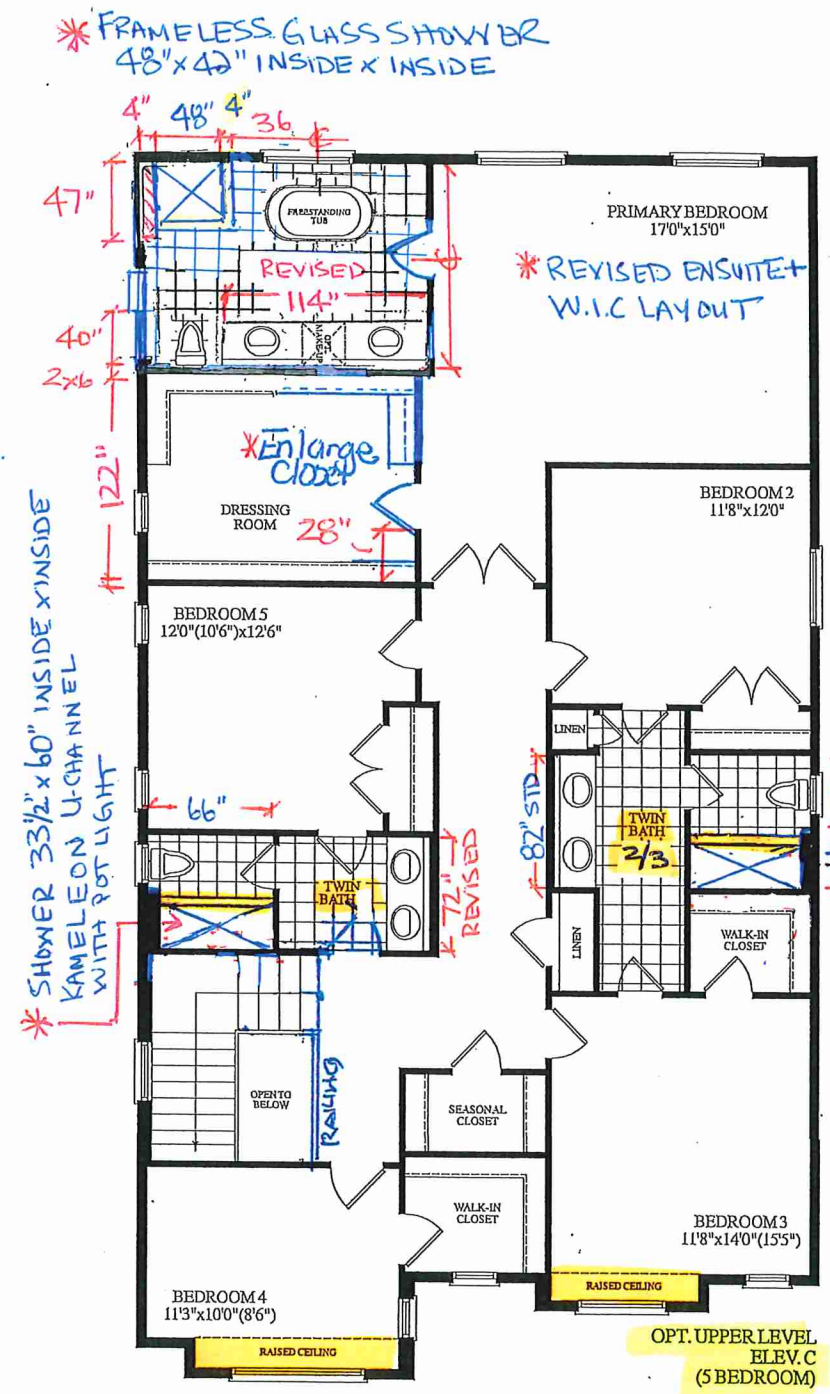 * FRAMELESS GLASS SHOWER
48"x42" INSIDE x INSIDE
4" 48" 4" 36
47"
FREESTANDING
TUB
PRIMARY BEDROOM
17'0"x15'0"
REVISED
114"
* REVISED ENSUITE +
W.I.C LAYOUT
40"
OPT.
MAKE-UP
2x6
122"
* Enlarge
Closet
DRESSING
ROOM
28"
BEDROOM 2
11'8"x12'0"
BEDROOM 5
12'0"(10'6")x12'6"
* SHOWER 33½"x60" INSIDE x INSIDE
KAMELEON U-CHANNEL
WITH POT LIGHT
LINEN
66"
82" STD
TWIN
BATH
2/3
TWIN
BATH
72"
REVISED
LINEN
WALK-IN
CLOSET
OPEN TO
BELOW
RAILING
SEASONAL
CLOSET
WALK-IN
CLOSET
BEDROOM 3
11'8"x14'0"(15'5")
RAISED CEILING
BEDROOM 4
11'3"x10'0"(8'6")
RAISED CEILING
OPT. UPPER LEVEL
ELEV. C
(5 BEDROOM)